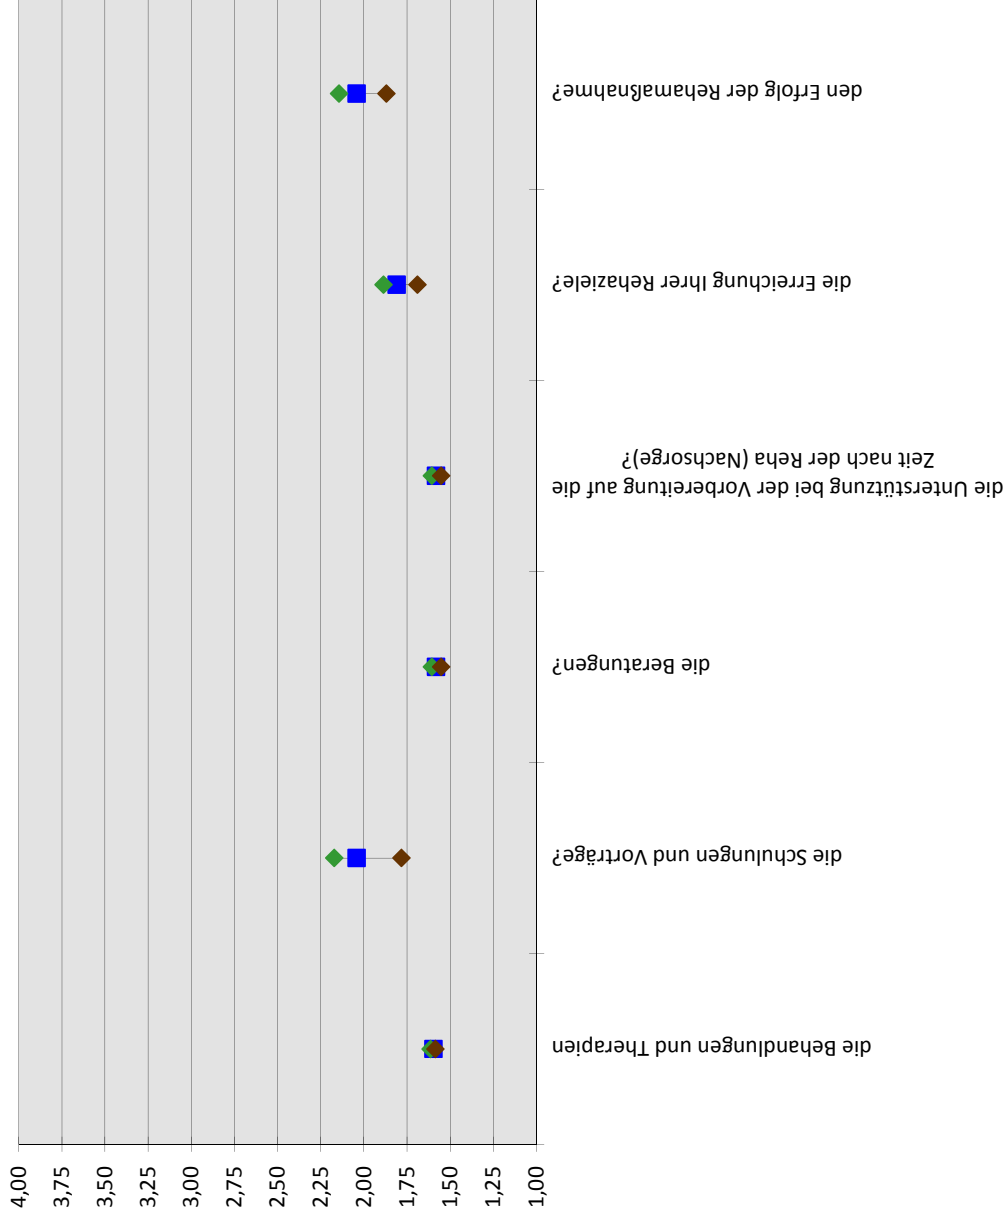 den Erfolg der Rehamaßnahme?
die Erreichung Ihrer Rehaziele?
die Unterstützung bei der Vorbereitung auf die
Zeit nach der Reha (Nachsorge)?
die Beratungen?
die Schulungen und Vorträge?
die Behandlungen und Therapien
4,00
3,75
3,50
3,25
3,00
2,75
2,50
2,25
2,00
1,75
1,50
1,25
1,00